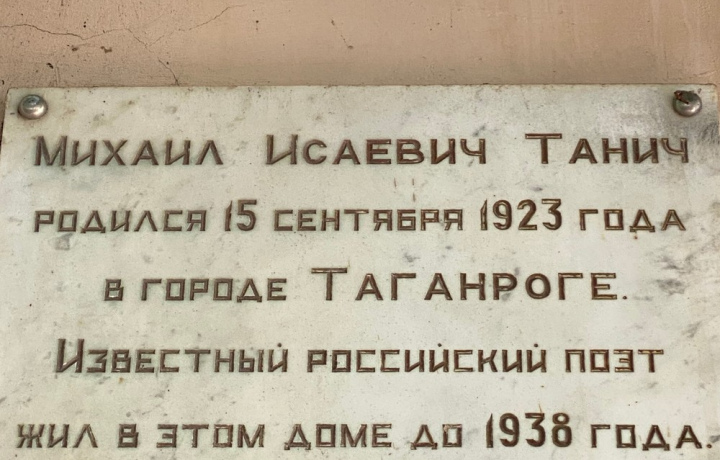 Михаил Исаевич Танич
родился 15 сентября 1923 года
в городе Таганроге.
Известный российский поэт
жил в этом доме до 1938 года.